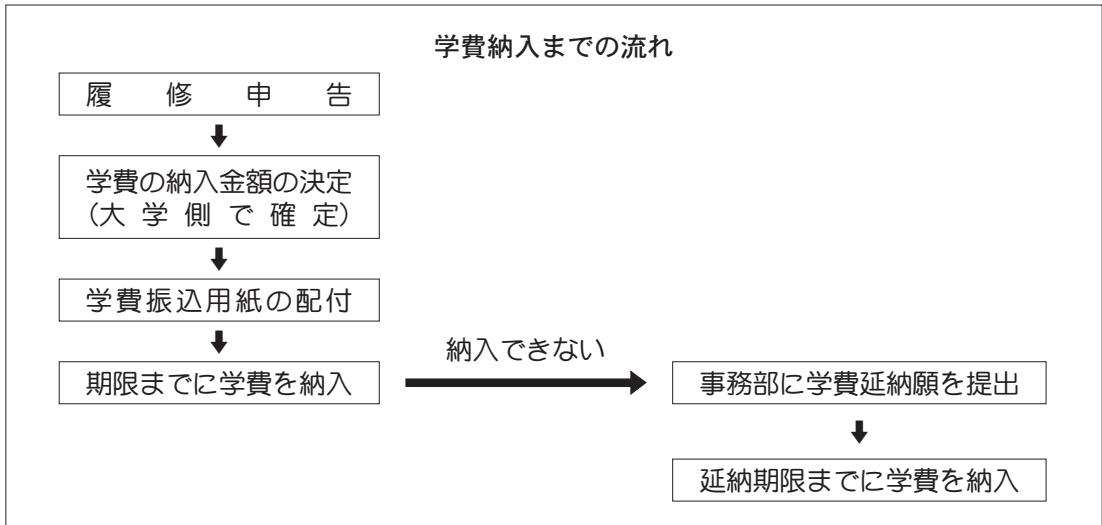 学費納入までの流れ
履修申告
学費の納入金額の決定
(大学側で確定)
学費振込用紙の配付
期限までに学費を納入
納入できない
事務部に学費延納願を提出
延納期限までに学費を納入